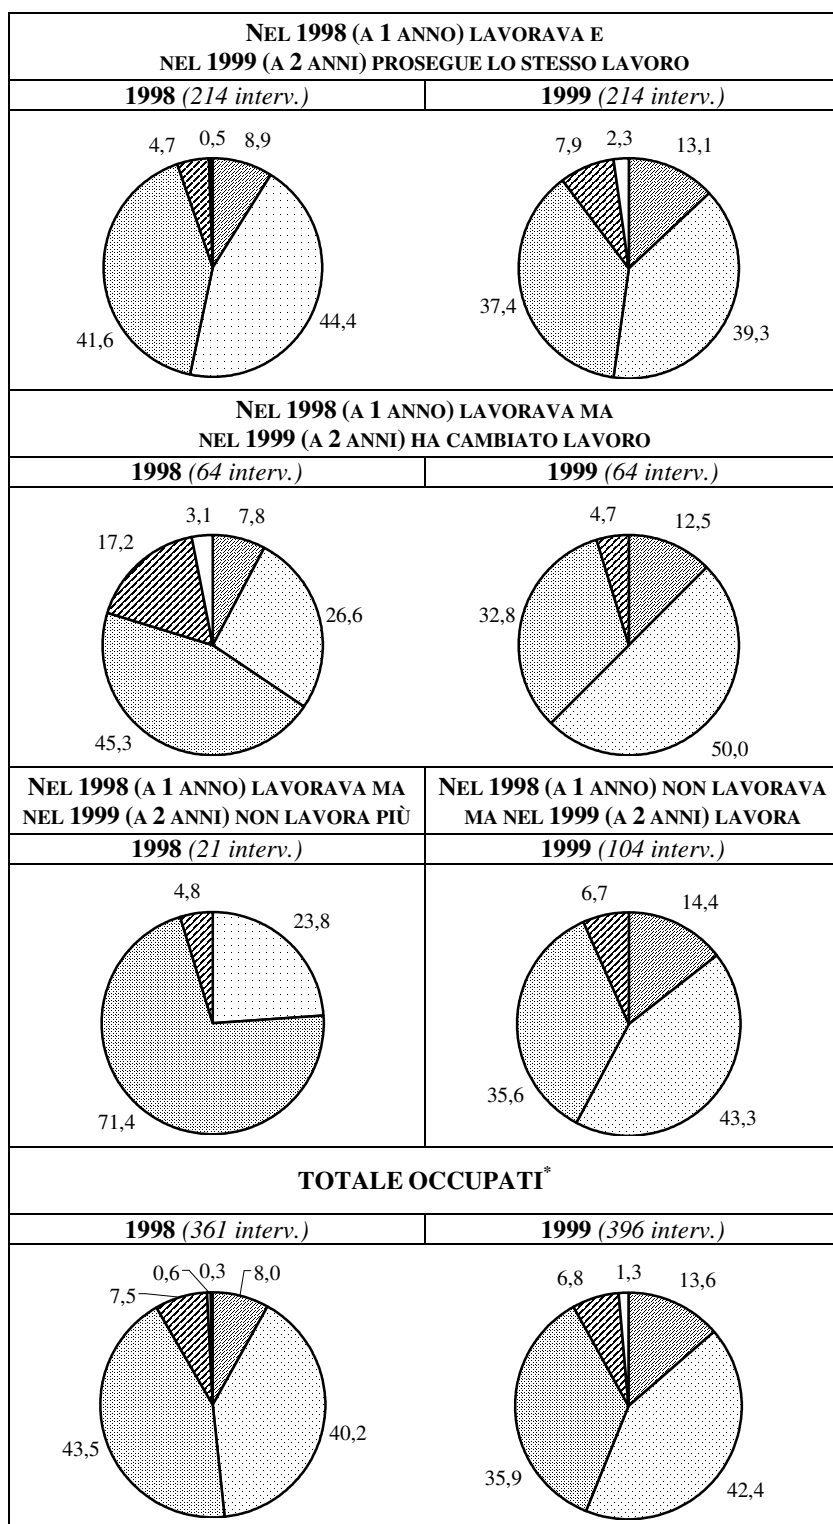 NEL 1998 (A 1 ANNO) LAVORAVA E
NEL 1999 (A 2 ANNI) PROSEGUE LO STESSO LAVORO
1998 (214 interv.)
1999 (214 interv.)
4,7 0,5 8,9
44,4
41,6
7,9 2,3 13,1
39,3
37,4
NEL 1998 (A 1 ANNO) LAVORAVA MA
NEL 1999 (A 2 ANNI) HA CAMBIATO LAVORO
1998 (64 interv.)
1999 (64 interv.)
17,2 3,1 7,8
26,6
45,3
4,7 12,5
32,8
50,0
NEL 1998 (A 1 ANNO) LAVORAVA MA
NEL 1999 (A 2 ANNI) NON LAVORA PIÙ
1998 (21 interv.)
4,8
23,8
71,4
NEL 1998 (A 1 ANNO) NON LAVORAVA
MA NEL 1999 (A 2 ANNI) LAVORA
1999 (104 interv.)
6,7 14,4
35,6
43,3
TOTALE OCCUPATI*
1998 (361 interv.)
1999 (396 interv.)
7,5 0,6 0,3 8,0
40,2
43,5
6,8 1,3 13,6
35,9
42,4